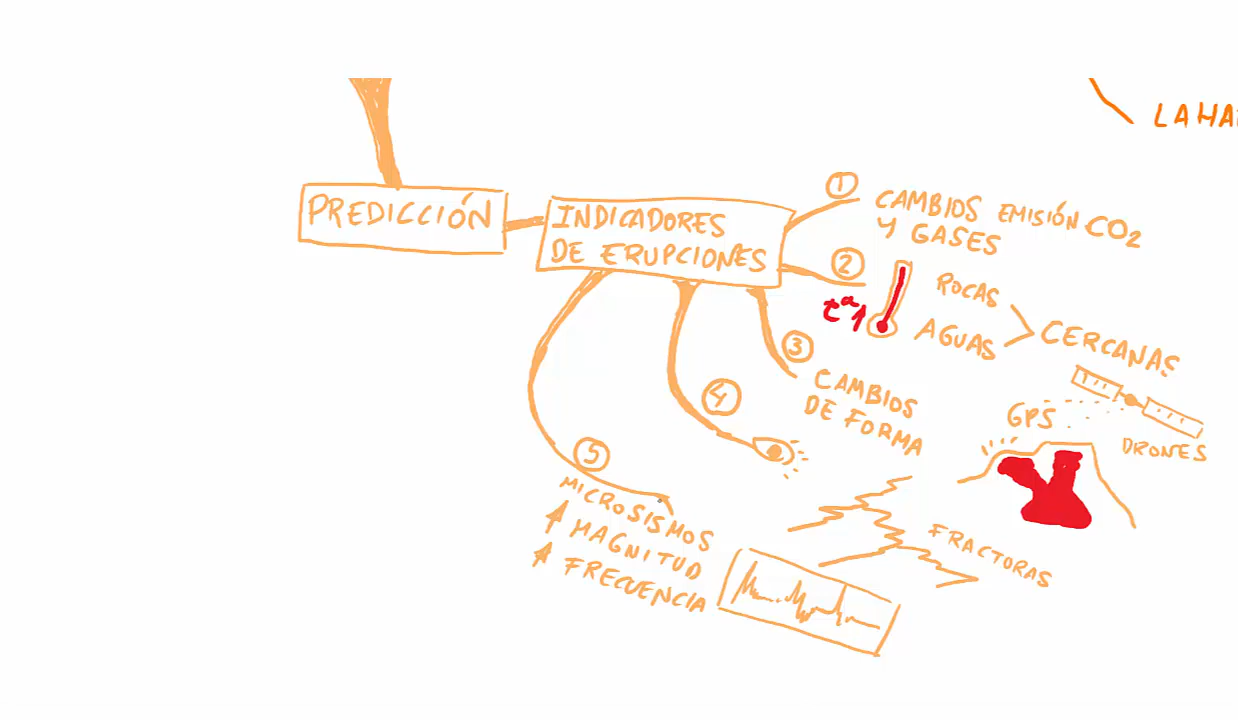 LAHA
PREDICCIÓN
INDICADORES
DE ERUPCIONES
1
CAMBIOS EMISIÓN CO2
Y GASES
2
tª
ROCAS
AGUAS
CERCANAS
3
CAMBIOS
DE FORMA
GPS
DRONES
4
5
MICROSISMOS
MAGNITUD
FRECUENCIA
FRACTORAS